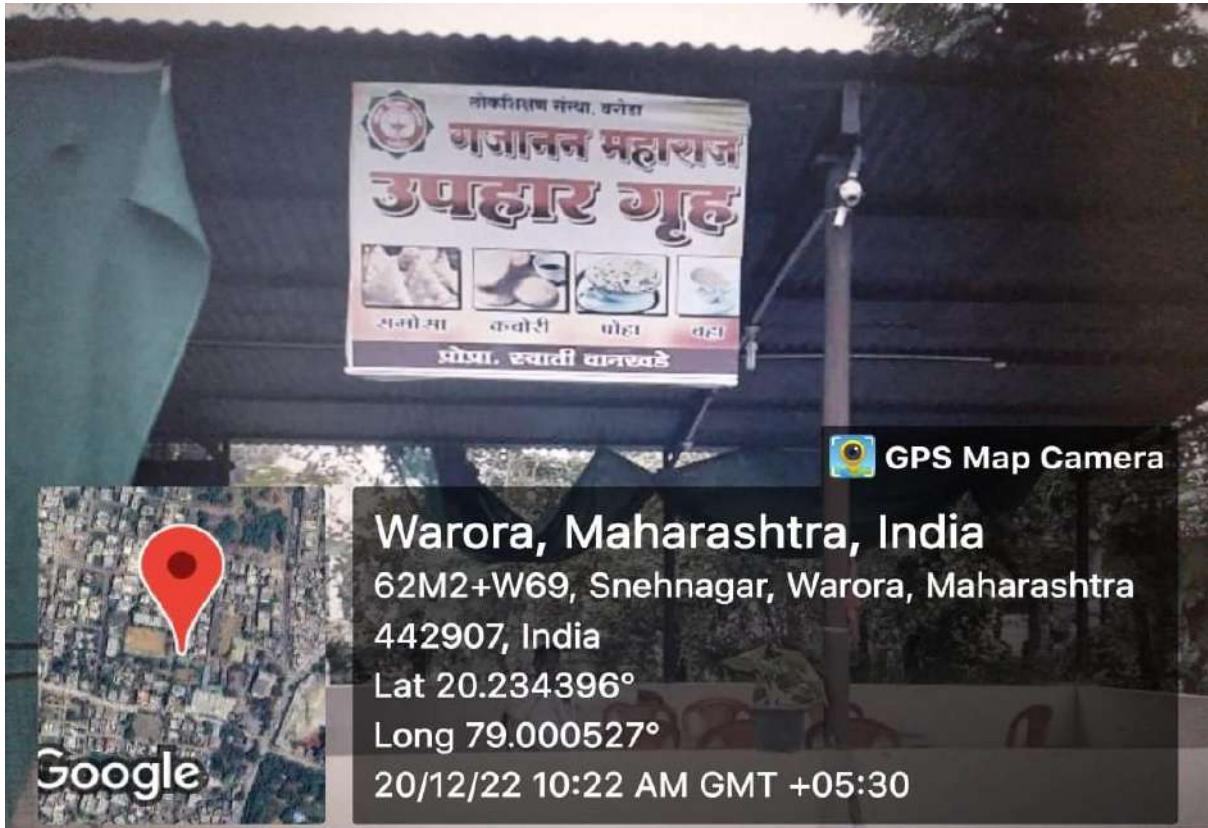 लोकशिक्षण संस्था, वरोडा
गजानन महाराज
उपहार गृह
समोसा कचोरी पोहा चहा
प्रोप्रा. स्वाती वानखडे
GPS Map Camera
Warora, Maharashtra, India
62M2+W69, Snehnagar, Warora, Maharashtra
442907, India
Lat 20.234396°
Long 79.000527°
20/12/22 10:22 AM GMT +05:30
Google